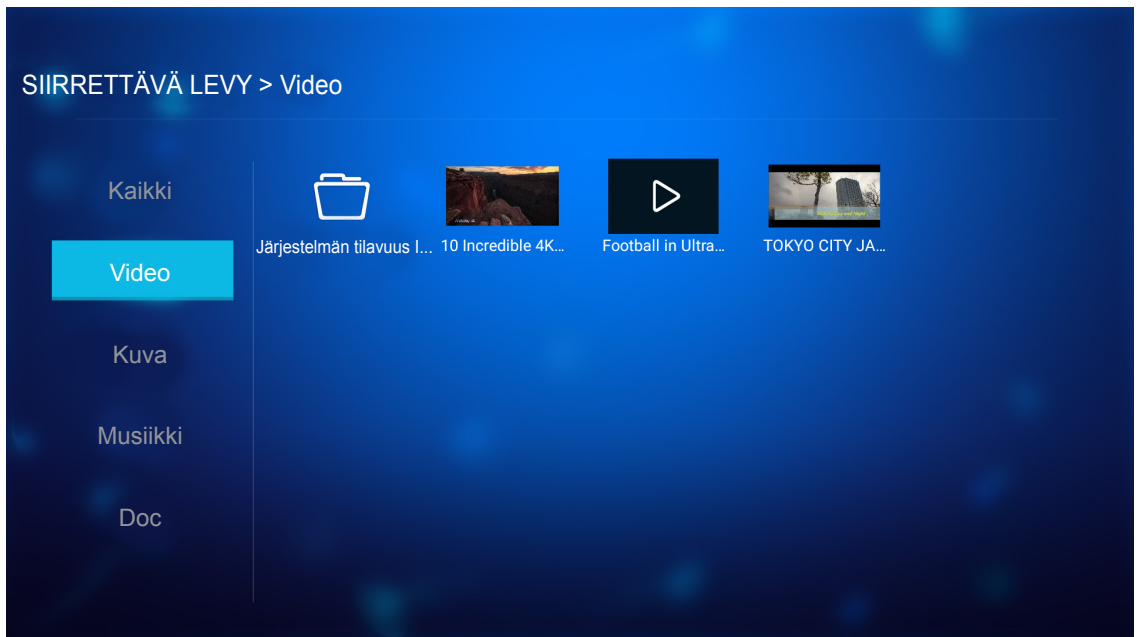 SIIRRETTÄVÄ LEVY > Video
Kaikki
Video
Kuva
Musiikki
Doc
Järjestelmän tilavuus I...
10 Incredible 4K...
Football in Ultra...
TOKYO CITY JA...